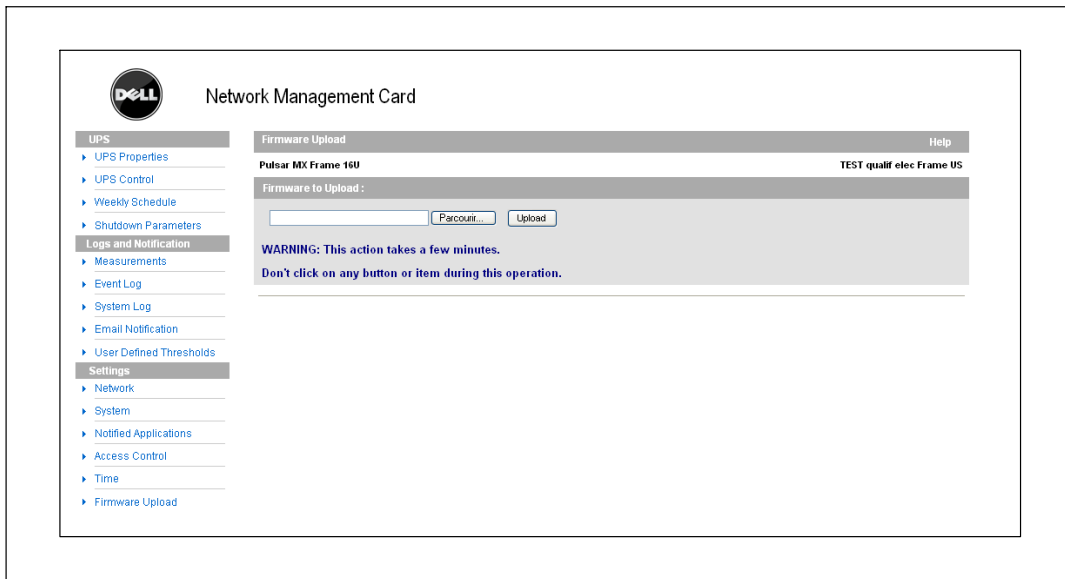 DELL
Network Management Card
UPS
UPS Properties
UPS Control
Weekly Schedule
Shutdown Parameters
Logs and Notification
Measurements
Event Log
System Log
Email Notification
User Defined Thresholds
Settings
Network
System
Notified Applications
Access Control
Time
Firmware Upload
Firmware Upload Help
Pulsar MX Frame 16U TEST qualif elec Frame US
Firmware to Upload :
Parcourir... Upload
WARNING: This action takes a few minutes.
Don't click on any button or item during this operation.